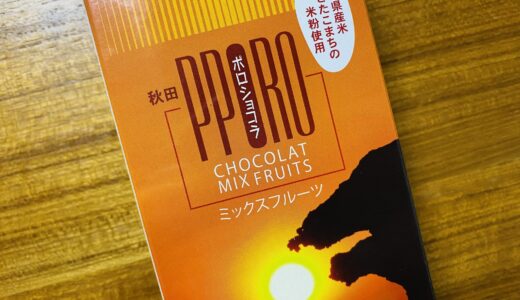 県産米
たこまちの
米粉使用
秋田
PPORO
ポロショコラ
CHOCOLAT
MIX FRUITS
ミックスフルーツ